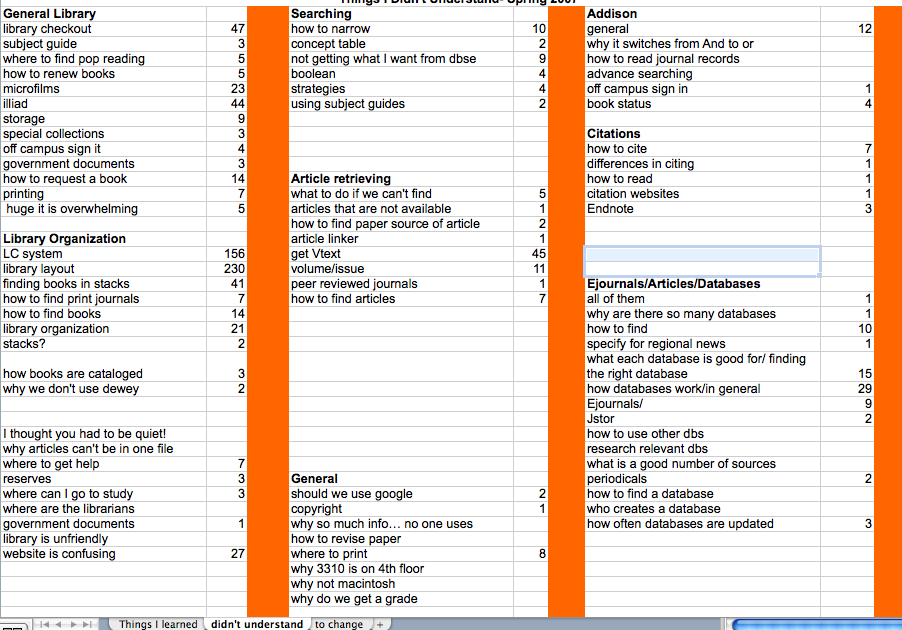 Things I Didn't Understand- Spring 2007
General Library
library checkout 47
subject guide 3
where to find pop reading 5
how to renew books 5
microfilms 23
illiad 44
storage 9
special collections 3
off campus sign it 4
government documents 3
how to request a book 14
printing 7
huge it is overwhelming 5
Library Organization
LC system 156
library layout 230
finding books in stacks 41
how to find print journals 7
how to find books 14
library organization 21
stacks? 2
how books are cataloged 3
why we don't use dewey 2
I thought you had to be quiet!
why articles can't be in one file
where to get help 7
reserves 3
where can I go to study 3
where are the librarians
government documents 1
library is unfriendly
website is confusing 27
Searching
how to narrow 10
concept table 2
not getting what I want from dbse 9
boolean 4
strategies 4
using subject guides 2
Article retrieving
what to do if we can't find 5
articles that are not available 1
how to find paper source of article 2
article linker 1
get Vtext 45
volume/issue 11
peer reviewed journals 1
how to find articles 7
General
should we use google 2
copyright 1
why so much info... no one uses
how to revise paper
where to print 8
why 3310 is on 4th floor
why not macintosh
why do we get a grade
Addison
general 12
why it switches from And to or
how to read journal records
advance searching
off campus sign in 1
book status 4
Citations
how to cite 7
differences in citing 1
how to read 1
citation websites 1
Endnote 3
Ejournals/Articles/Databases
all of them 1
why are there so many databases 1
how to find 10
specify for regional news 1
what each database is good for/ finding
the right database 15
how databases work/in general 29
Ejournals/ 9
Jstor 2
how to use other dbs
research relevant dbs
what is a good number of sources
periodicals 2
how to find a database
who creates a database
how often databases are updated 3
Things I learned didn't understand to change +